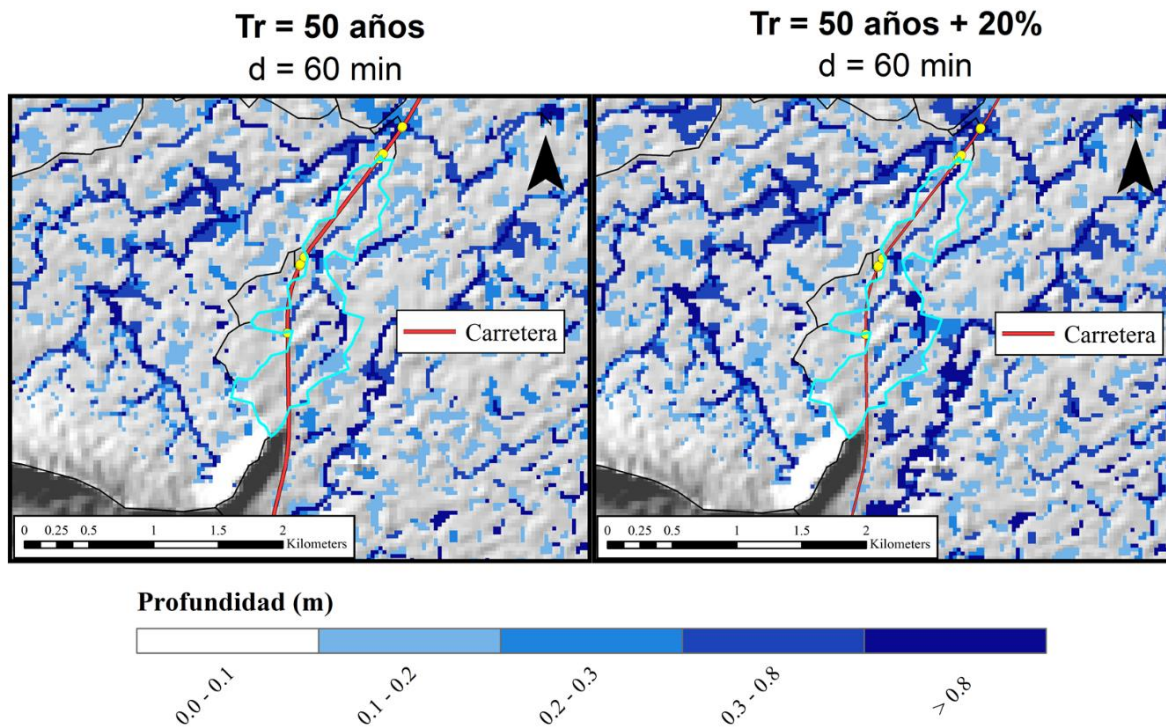 Tr = 50 años
d = 60 min
Tr = 50 años + 20%
d = 60 min
N
Carretera
0 0.25 0.5 1 1.5 2
Kilometers
N
Carretera
0 0.25 0.5 1 1.5 2
Kilometers
Profundidad (m)
0.0 - 0.1
0.1 - 0.2
0.2 - 0.3
0.3 - 0.8
> 0.8